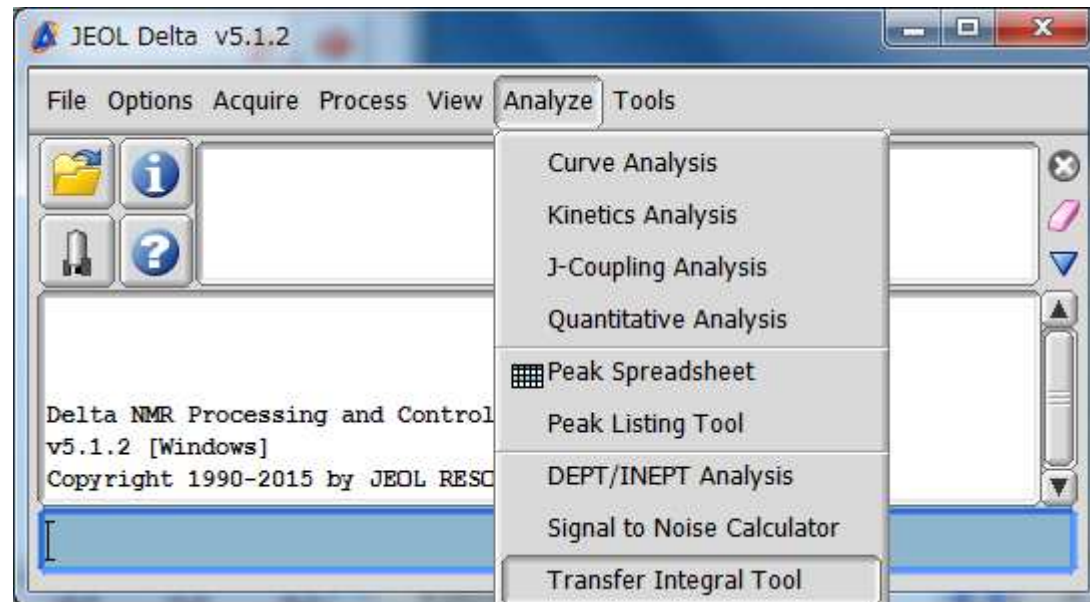 JEOL Delta v5.1.2
File Options Acquire Process View Analyze Tools
Curve Analysis
Kinetics Analysis
J-Coupling Analysis
Quantitative Analysis
Peak Spreadsheet
Peak Listing Tool
DEPT/INEPT Analysis
Signal to Noise Calculator
Transfer Integral Tool
Delta NMR Processing and Control
v5.1.2 [Windows]
Copyright 1990-2015 by JEOL RESO